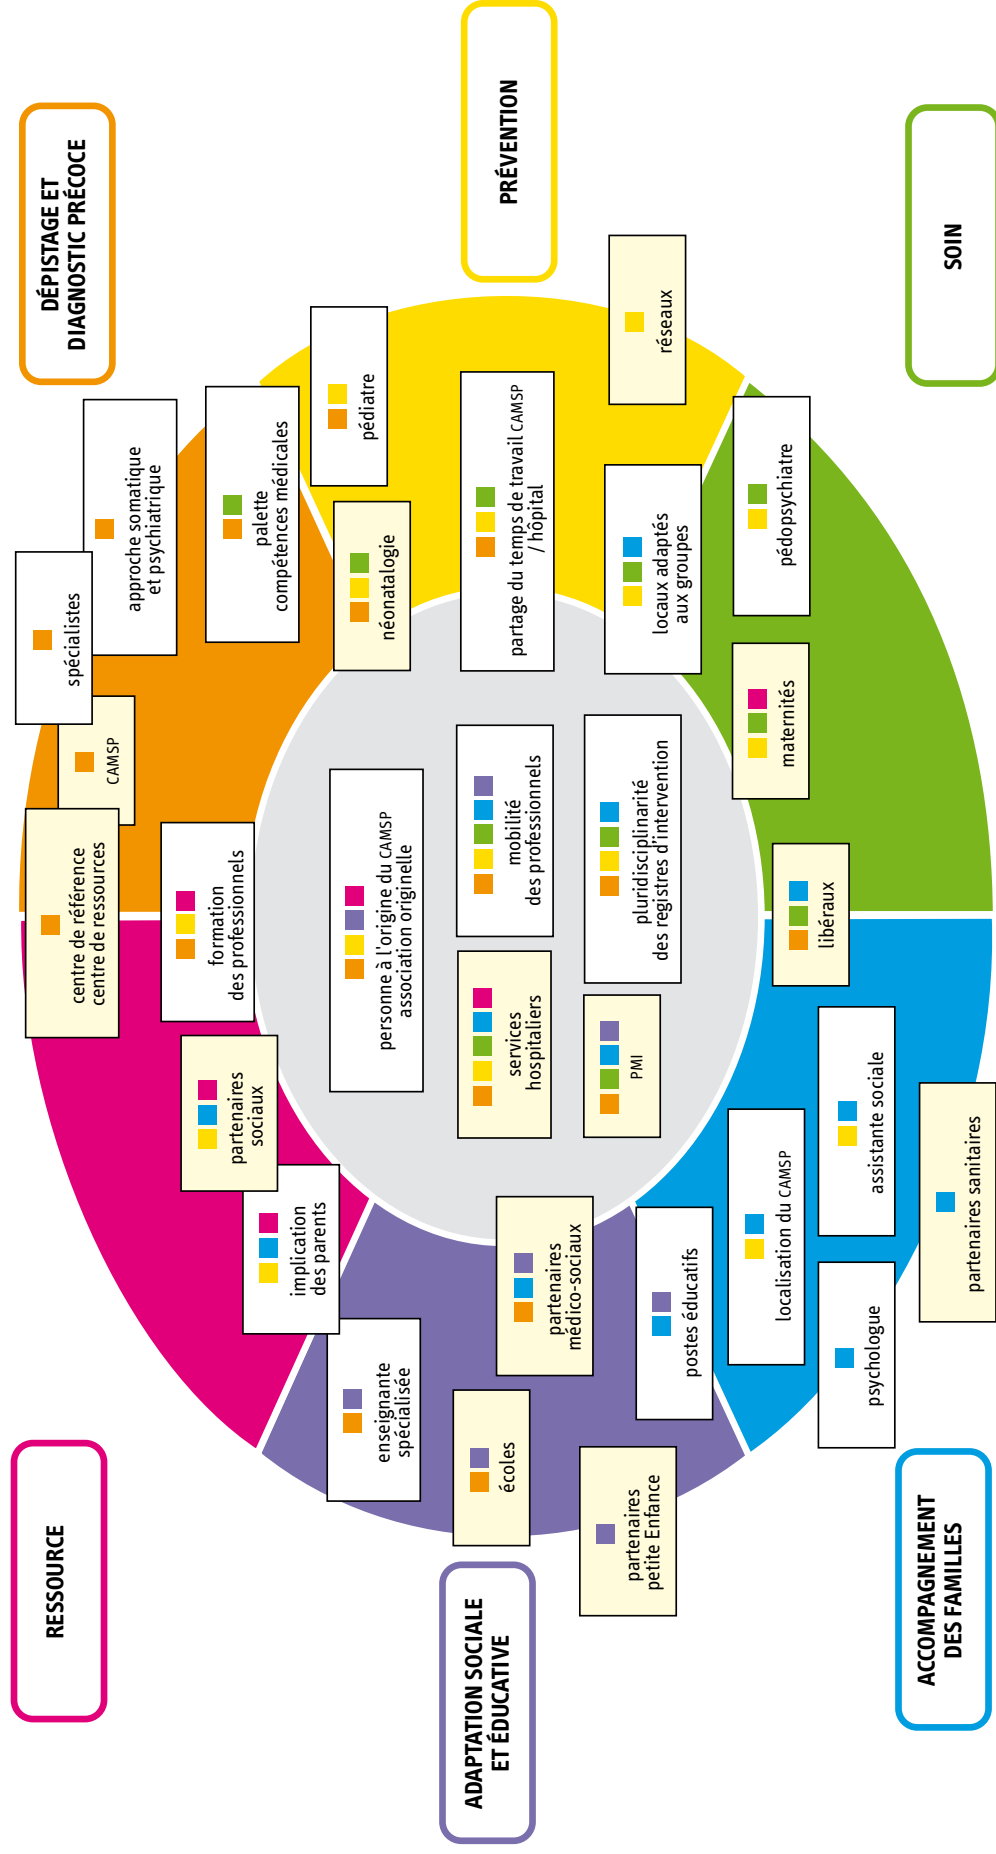 RESSOURCE
DÉPISTAGE ET
DIAGNOSTIC PRÉCOCE
centre de référence
centre de ressources
CAMSP
spécialistes
approche somatique
et psychiatrique
formation
des professionnels
palette
compétences médicales
partenaires
sociaux
implication
des parents
pédiatre
néonatalogie
enseignante
spécialisée
personne à l'origine du CAMSP
association originelle
ADAPTATION SOCIALE
ET ÉDUCATIVE
écoles
partenaires
médico-sociaux
services
hospitaliers
mobilité
des professionnels
partage du temps de travail CAMSP
/ hôpital
PRÉVENTION
partenaires
petite Enfance
postes éducatifs
PMI
pluridisciplinarité
des registres d'intervention
locaux adaptés
aux groupes
réseaux
localisation du CAMSP
maternités
pédopsychiatre
libéraux
psychologue
assistante sociale
partenaires sanitaires
ACCOMPAGNEMENT
DES FAMILLES
SOIN